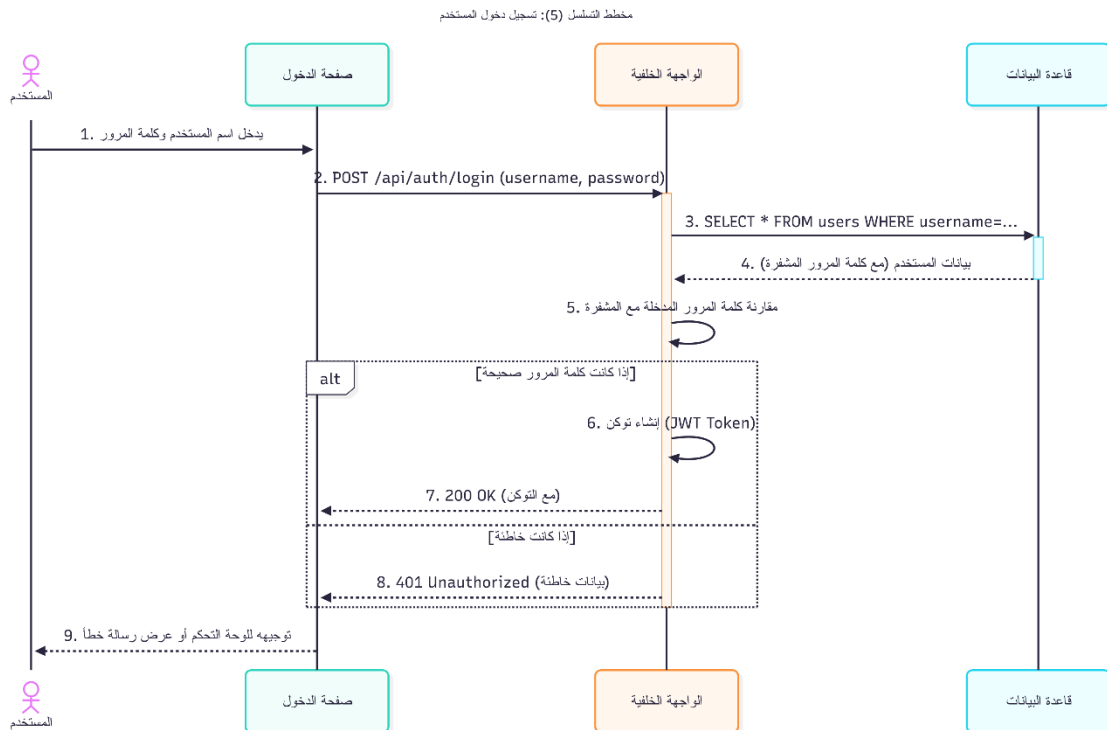 مخطط التسلسل (5): تسجيل دخول المستخدم
المستخدم
صفحة الدخول
الواجهة الخلفية
قاعدة البيانات
1. يدخل اسم المستخدم وكلمة المرور
2. POST /api/auth/login (username, password)
3. SELECT * FROM users WHERE username=...
4. بيانات المستخدم (مع كلمة المرور المشفرة)
5. مقارنة كلمة المرور المدخلة مع المشفرة
alt
[إذا كانت كلمة المرور صحيحة]
6. إنشاء توكن (JWT Token)
7. 200 OK (مع التوكن)
[إذا كانت خاطئة]
8. 401 Unauthorized (بيانات خاطئة)
9. توجيهه للوحة التحكم أو عرض رسالة خطأ
المستخدم
صفحة الدخول
الواجهة الخلفية
قاعدة البيانات